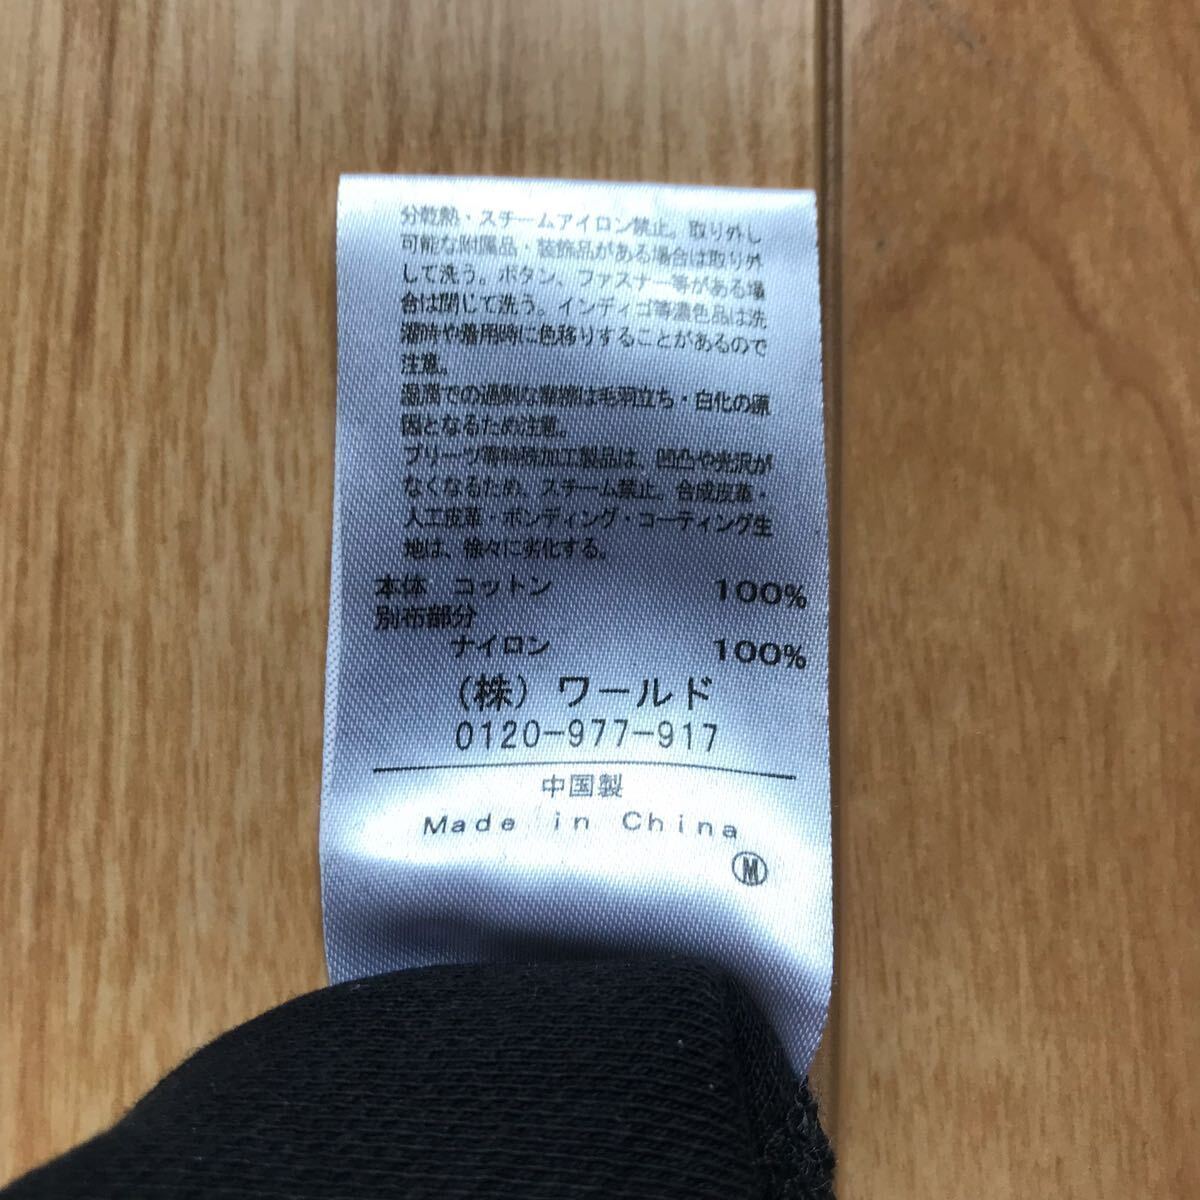 分乾熱・スチームアイロン禁止。取り外し
可能な附属品・装飾品がある場合は取り外
して洗う。ボタン、ファスナー等がある場
合は閉じて洗う。インディゴ等濃色品は洗
濯時や着用時に色移りすることがあるので
注意。
湿潤での過剰な摩擦は毛羽立ち・白化の原
因となるため注意。
プリーツ等特殊加工製品は、凹凸や光沢が
なくなるため、スチーム禁止。合成皮革・
人工皮革・ボンディング・コーティング生
地は、徐々に劣化する。
本体 コットン 100%
別布部分
ナイロン 100%
(株) ワールド
0120-977-917
中国製
Made in China
Ⓜ